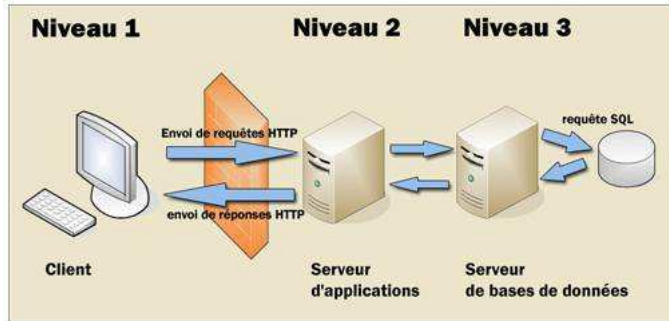 Niveau 1
Niveau 2
Niveau 3
Envoi de requêtes HTTP
requête SQL
envoi de réponses HTTP
Client
Serveur
d'applications
Serveur
de bases de données